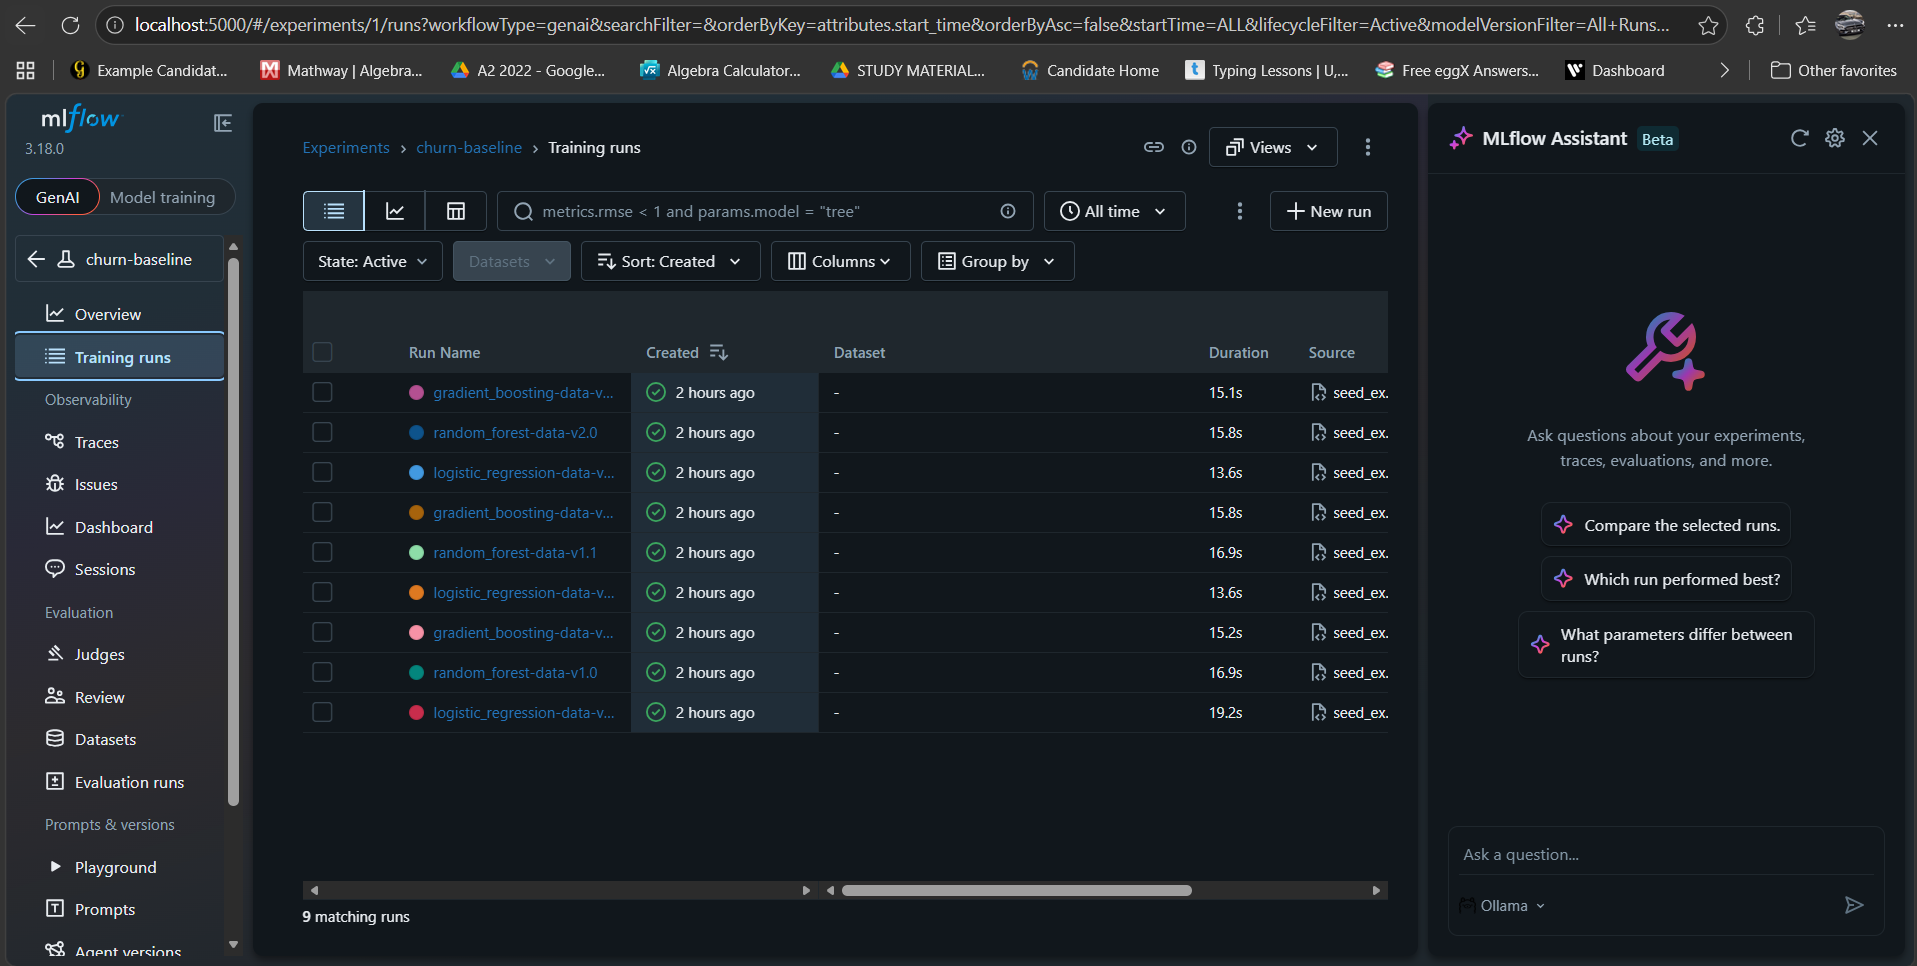 localhost:5000/#/experiments/1/runs?workflowType=genai&searchFilter=&orderByKey=attributes.start_time&orderByAsc=false&startTime=ALL&lifecycleFilter=Active&modelVersionFilter=All+Runs...
Example Candidat...
Mathway | Algebra...
A2 2022 - Google...
Algebra Calculator...
STUDY MATERIAL...
Candidate Home
Typing Lessons | U,...
Free eggX Answers...
Dashboard
Other favorites
mlflow
3.18.0
GenAI
Model training
churn-baseline
Overview
Training runs
Observability
Traces
Issues
Dashboard
Sessions
Evaluation
Judges
Review
Datasets
Evaluation runs
Prompts & versions
Playground
Prompts
Agent versions
Experiments > churn-baseline > Training runs
Views
metrics.rmse < 1 and params.model = "tree"
All time
New run
State: Active
Datasets
Sort: Created
Columns
Group by
Run Name Created Dataset Duration Source
gradient_boosting-data-v... 2 hours ago - 15.1s seed_ex.
random_forest-data-v2.0 2 hours ago - 15.8s seed_ex.
logistic_regression-data-v... 2 hours ago - 13.6s seed_ex.
gradient_boosting-data-v... 2 hours ago - 15.8s seed_ex.
random_forest-data-v1.1 2 hours ago - 16.9s seed_ex.
logistic_regression-data-v... 2 hours ago - 13.6s seed_ex.
gradient_boosting-data-v... 2 hours ago - 15.2s seed_ex.
random_forest-data-v1.0 2 hours ago - 16.9s seed_ex.
logistic_regression-data-v... 2 hours ago - 19.2s seed_ex.
9 matching runs
MLflow Assistant Beta
Ask questions about your experiments,
traces, evaluations, and more.
Compare the selected runs.
Which run performed best?
What parameters differ between
runs?
Ask a question...
Ollama